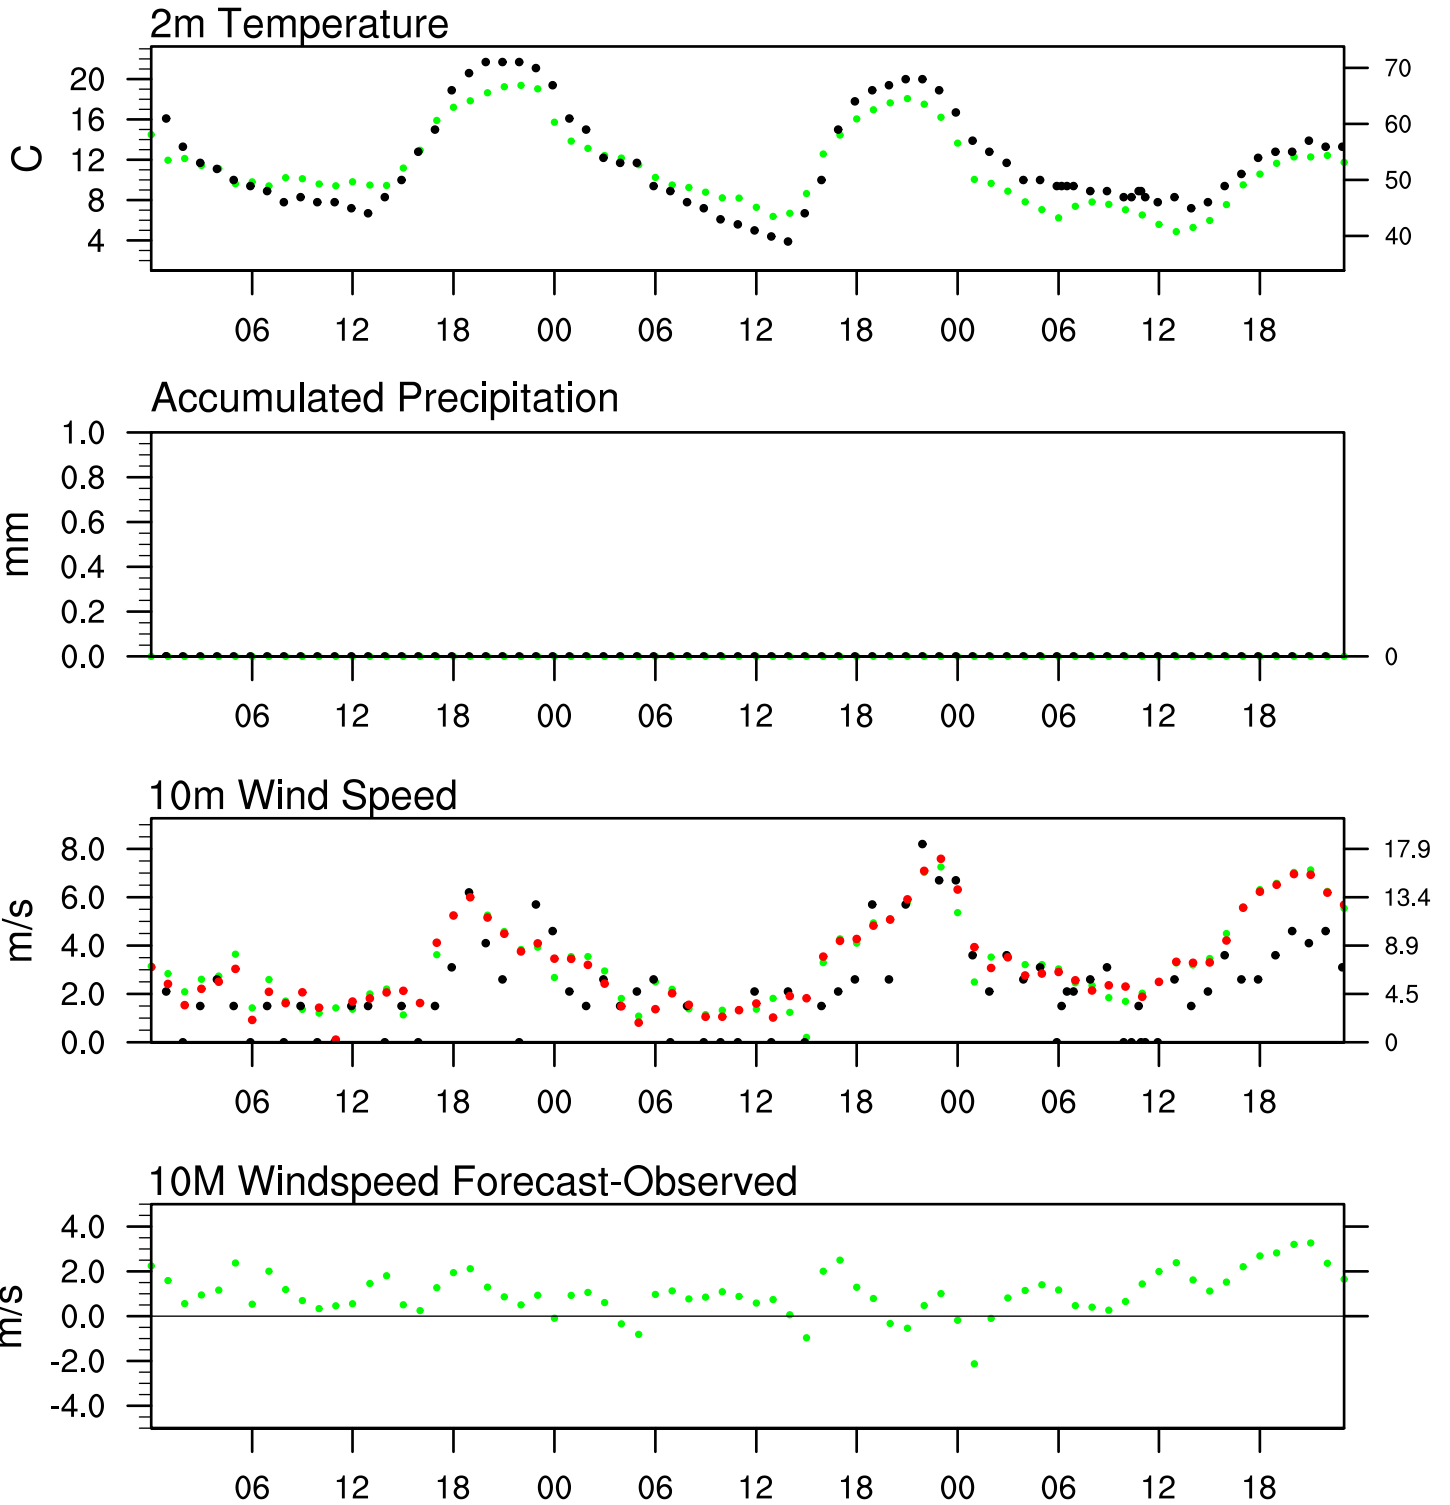 2m Temperature
20
16
12
8
4
C
70
60
50
40
06 12 18 00 06 12 18 00 06 12 18
Accumulated Precipitation
1.0
0.8
0.6
0.4
0.2
0.0
mm
0
06 12 18 00 06 12 18 00 06 12 18
10m Wind Speed
8.0
6.0
4.0
2.0
0.0
m/s
17.9
13.4
8.9
4.5
0
06 12 18 00 06 12 18 00 06 12 18
10M Windspeed Forecast-Observed
4.0
2.0
0.0
-2.0
-4.0
m/s
06 12 18 00 06 12 18 00 06 12 18